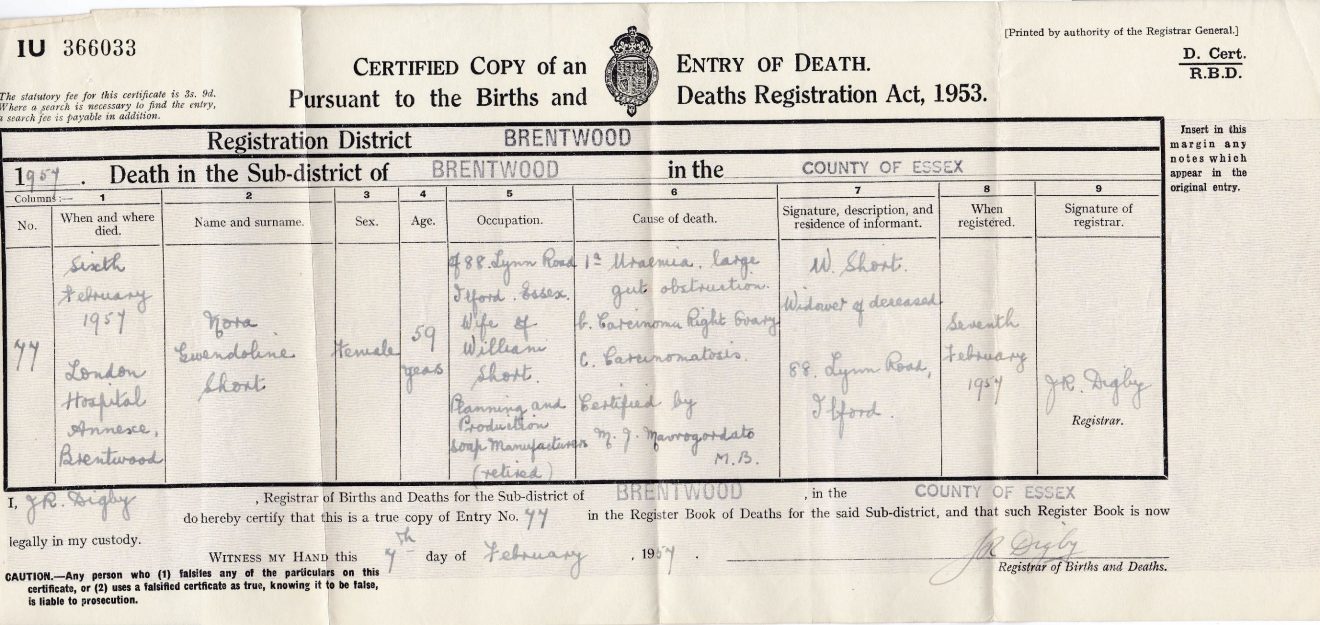 IU 366033
[Printed by authority of the Registrar General.]
D. Cert.
R.B.D.
CERTIFIED COPY of an ENTRY OF DEATH.
Pursuant to the Births and Deaths Registration Act, 1953.
The statutory fee for this certificate is 3s. 9d.
Where a search is necessary to find the entry,
a search fee is payable in addition.
Registration District BRENTWOOD
1957. Death in the Sub-district of BRENTWOOD in the COUNTY OF ESSEX
Insert in this
margin any
notes which
appear in the
original entry.
Columns:— 1 2 3 4 5 6 7 8 9
No.
When and where
died.
Name and surname.
Sex.
Age.
Occupation.
Cause of death.
Signature, description, and
residence of informant.
When
registered.
Signature of
registrar.
77
Sixth
February
1957
London
Hospital
Annexe,
Brentwood
Nora
Gwendoline
Short
Female
59
years
of 88. Lynn Road
Ilford. Essex.
Wife of
William
Short.
Planning and
Production
Soap Manufacturers
(retired)
1a Uraemia. large
gut obstruction.
b. Carcinoma Right Ovary
c. Carcinomatosis.
Certified by
M. J. Mavrogordato
M.B.
W. Short.
Widower of deceased
88. Lynn Road,
Ilford.
Seventh
February
1957
J.R. Digby
Registrar.
I, J.R. Digby, Registrar of Births and Deaths for the Sub-district of BRENTWOOD, in the COUNTY OF ESSEX
do hereby certify that this is a true copy of Entry No. 77 in the Register Book of Deaths for the said Sub-district, and that such Register Book is now
legally in my custody.
WITNESS MY HAND this 7th day of February, 1957.
J R Digby
Registrar of Births and Deaths.
CAUTION.—Any person who (1) falsifies any of the particulars on this
certificate, or (2) uses a falsified certficate as true, knowing it to be false,
is liable to prosecution.